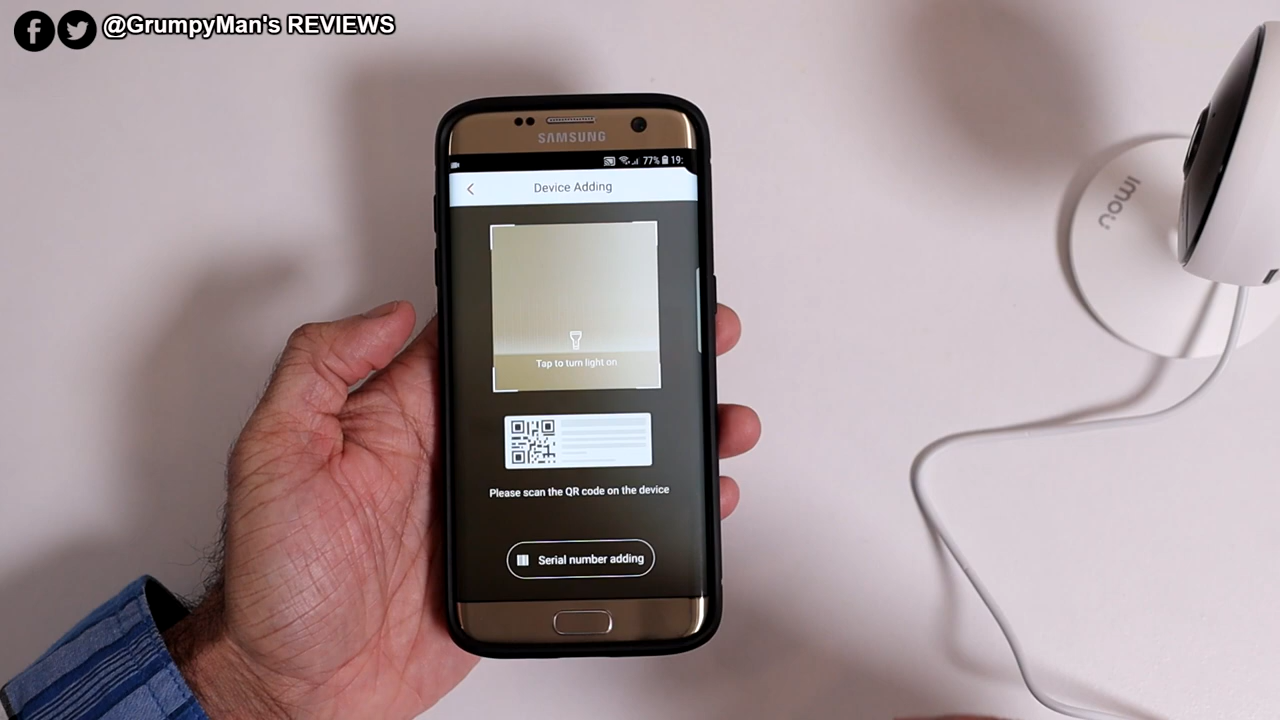 @GrumpyMan's REVIEWS
SAMSUNG
77% 19:
Device Adding
Tap to turn light on
Please scan the QR code on the device
Serial number adding
imou